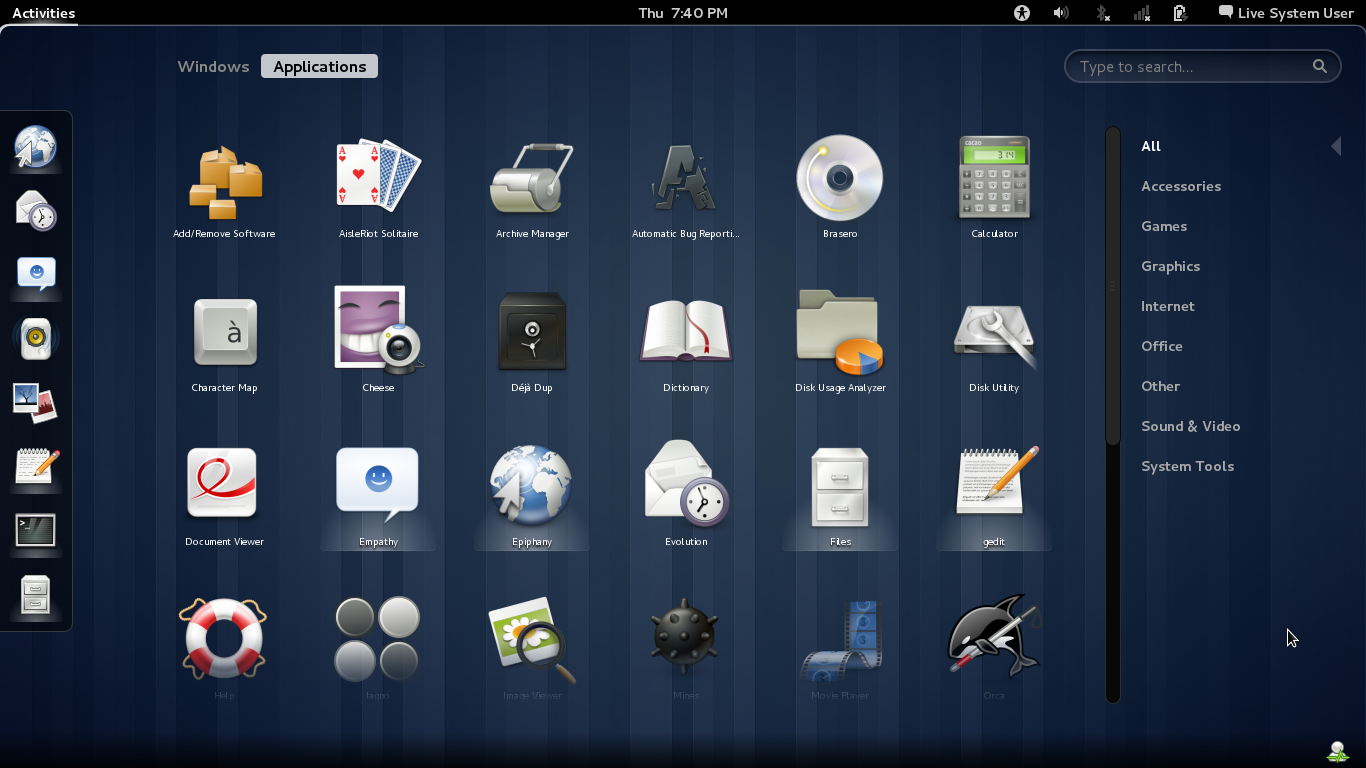 Activities
Thu 7:40 PM
Live System User
Windows
Applications
Type to search...
Add/Remove Software
AisleRiot Solitaire
Archive Manager
Automatic Bug Reporti...
Brasero
Calculator
Character Map
Cheese
Déjà Dup
Dictionary
Disk Usage Analyzer
Disk Utility
Document Viewer
Empathy
Epiphany
Evolution
Files
gedit
Help
Iagno
Image Viewer
Mines
Movie Player
Orca
All
Accessories
Games
Graphics
Internet
Office
Other
Sound & Video
System Tools